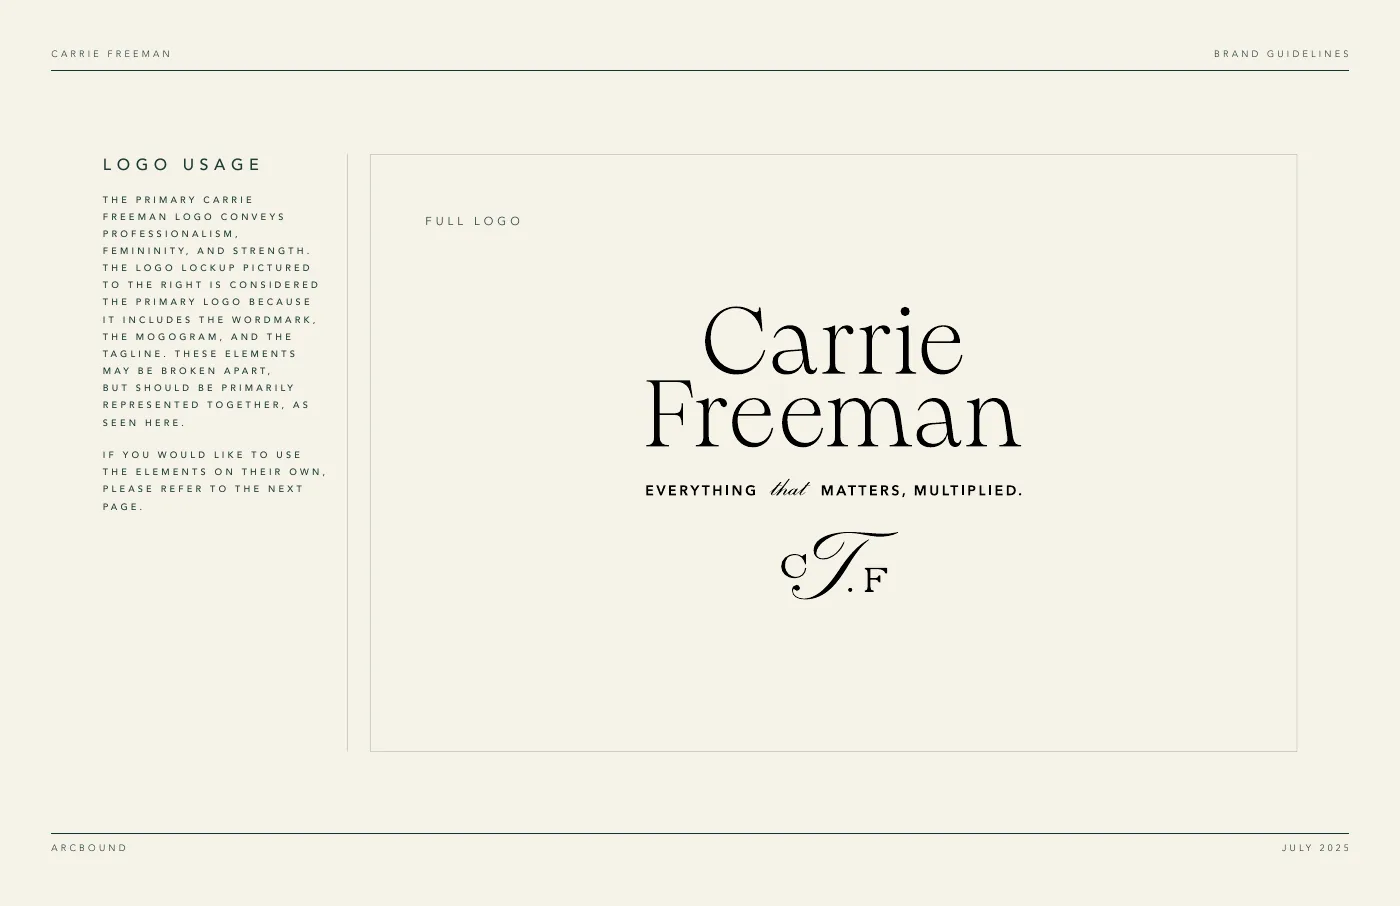 CARRIE FREEMAN
BRAND GUIDELINES
LOGO USAGE
THE PRIMARY CARRIE
FREEMAN LOGO CONVEYS
PROFESSIONALISM,
FEMININITY, AND STRENGTH.
THE LOGO LOCKUP PICTURED
TO THE RIGHT IS CONSIDERED
THE PRIMARY LOGO BECAUSE
IT INCLUDES THE WORDMARK,
THE MOGOGRAM, AND THE
TAGLINE. THESE ELEMENTS
MAY BE BROKEN APART,
BUT SHOULD BE PRIMARILY
REPRESENTED TOGETHER, AS
SEEN HERE.
IF YOU WOULD LIKE TO USE
THE ELEMENTS ON THEIR OWN,
PLEASE REFER TO THE NEXT
PAGE.
FULL LOGO
Carrie
Freeman
EVERYTHING that MATTERS, MULTIPLIED.
CT.F
ARCBOUND
JULY 2025